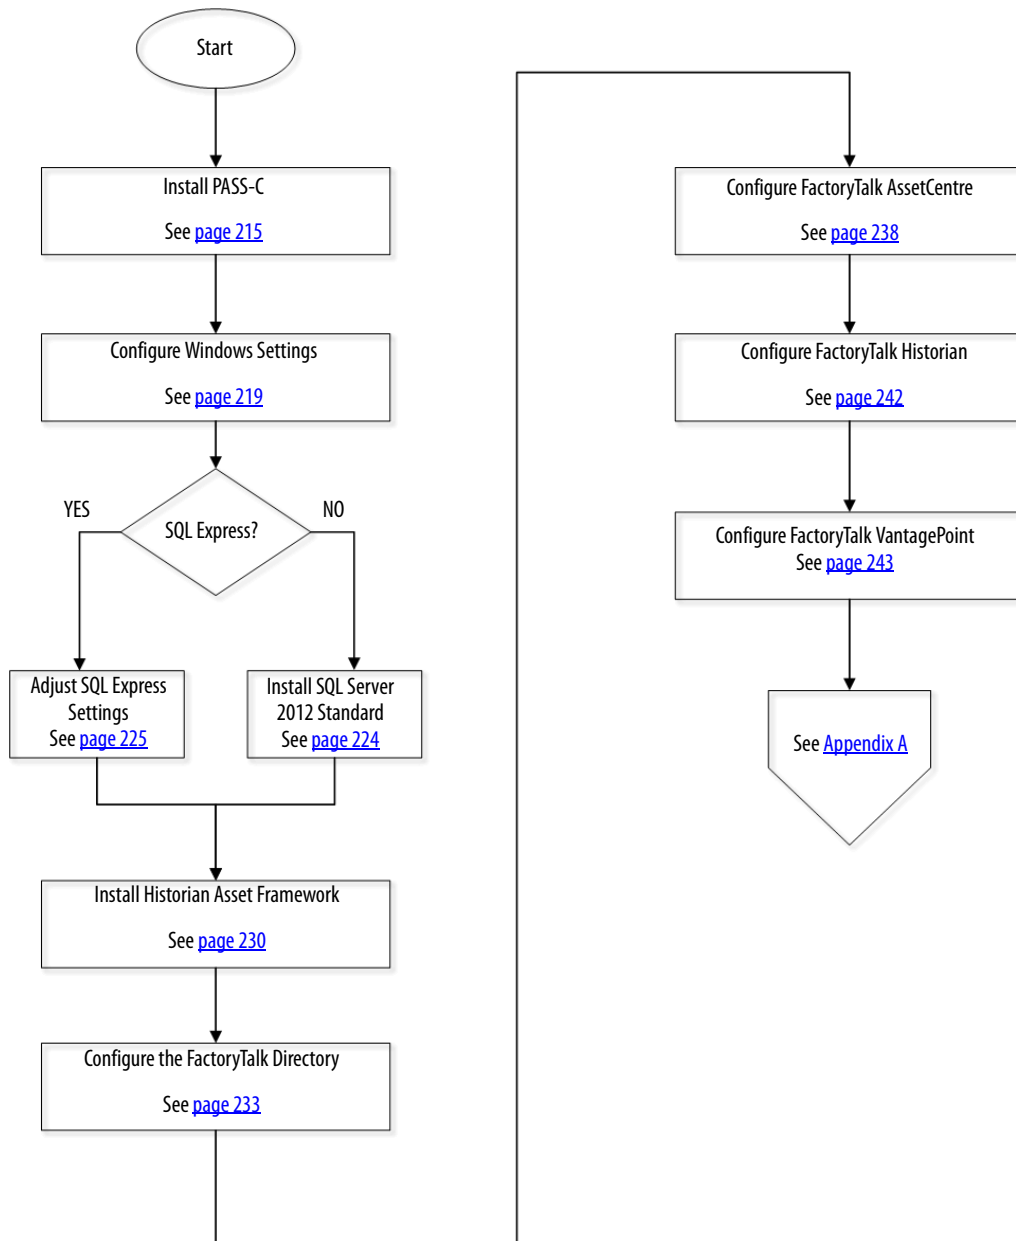 Start
Install PASS-C
See page 215
Configure Windows Settings
See page 219
SQL Express?
YES
NO
Adjust SQL Express
Settings
See page 225
Install SQL Server
2012 Standard
See page 224
Install Historian Asset Framework
See page 230
Configure the FactoryTalk Directory
See page 233
Configure FactoryTalk AssetCentre
See page 238
Configure FactoryTalk Historian
See page 242
Configure FactoryTalk VantagePoint
See page 243
See Appendix A